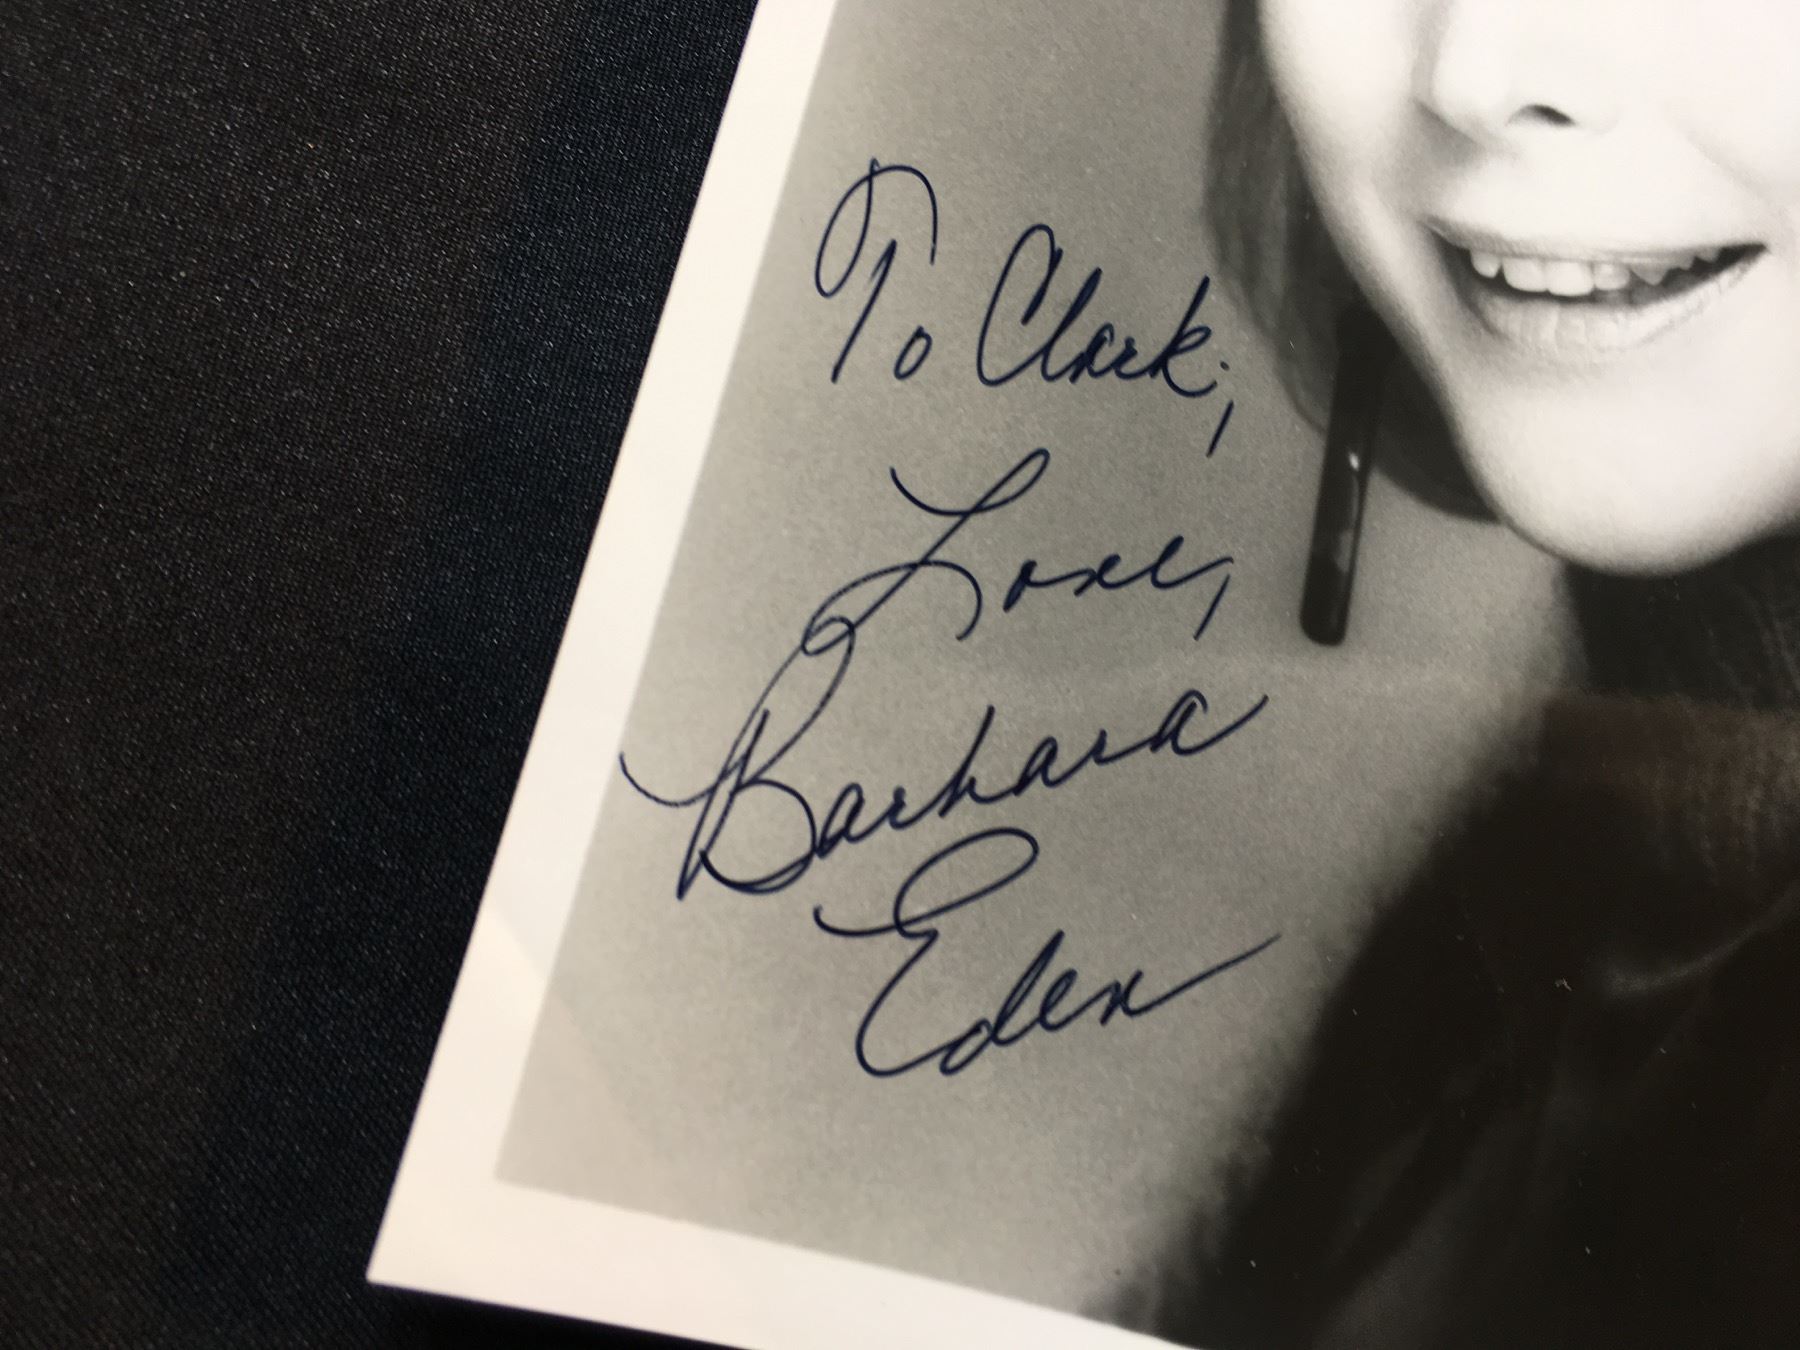 To Clark,
Love,
Barbara
Eden